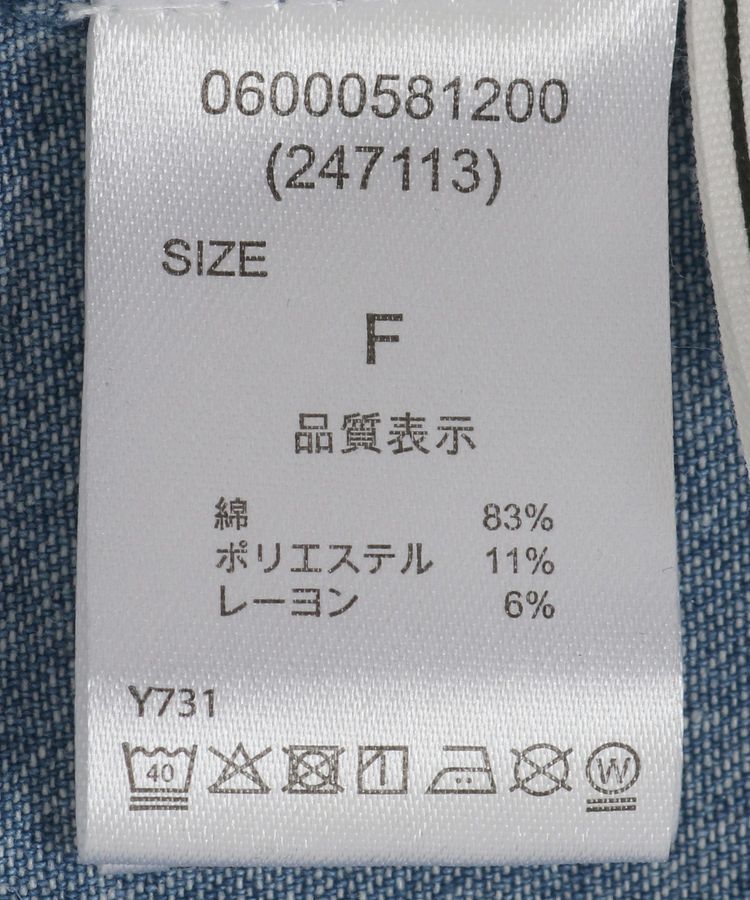 06000581200
(247113)
SIZE
F
品質表示
綿 83%
ポリエステル 11%
レーヨン 6%
Y731
40 W